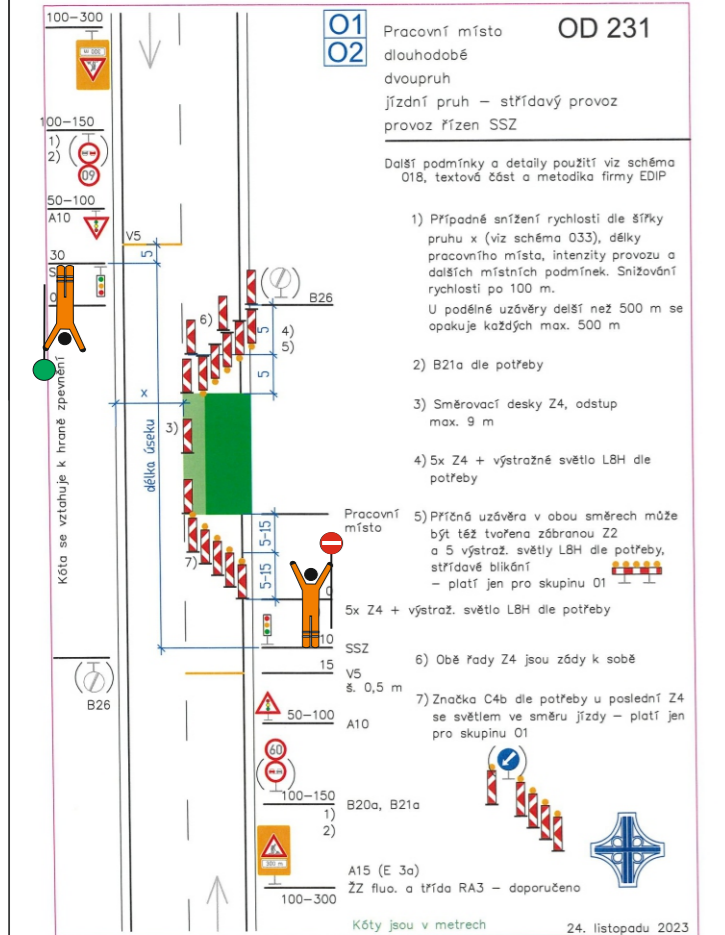 O1
O2
Pracovní místo
OD 231
dlouhodobé
dvoupruh
jízdní pruh – střídavý provoz
provoz řízen SSZ
Další podmínky a detaily použití viz schéma
018, textová část a metodika firmy EDIP
1) Případné snížení rychlosti dle šířky
pruhu x (viz schéma 033), délky
pracovního místa, intenzity provozu a
dalších místních podmínek. Snižování
rychlosti po 100 m.
U podélné uzávěry delší než 500 m se
opakuje každých max. 500 m
2) B21a dle potřeby
3) Směrovací desky Z4, odstup
max. 9 m
4) 5x Z4 + výstražné světlo L8H dle
potřeby
5) Příčná uzávěra v obou směrech může
být též tvořena zábranou Z2
a 5 výstraž. světly L8H dle potřeby,
střídavé blikání
– platí jen pro skupinu 01
6) Obě řady Z4 jsou zády k sobě
7) Značka C4b dle potřeby u poslední Z4
se světlem ve směru jízdy – platí jen
pro skupinu 01
100-300
100-150
1)
2)
60
50-100
A10
30
S
0
V5
5
Kóta se vztahuje k hraně zpevnění
B26
x
délka úseku
3)
6)
B26
5
4)
5)
5
Pracovní
místo
5-15
7)
5-15
0
5x Z4 + výstraž. světlo L8H dle potřeby
10
SSZ
15
V5
š. 0,5 m
50-100
A10
60
100-150
B20a, B21a
1)
2)
300 m
A15 (E 3a)
ŽZ fluo. a třída RA3 – doporučeno
100-300
Kóty jsou v metrech
24. listopadu 2023